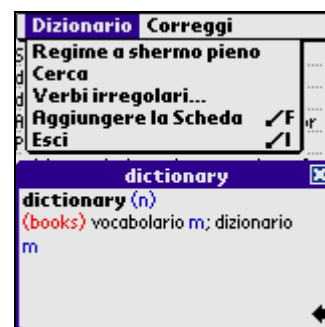 Dizionario Correggi
Regime a shermo pieno
Cerca
Verbi irregolari...
Aggiungere la Scheda /F
Esci /I
dictionary
dictionary (n)
(books) vocabolario m; dizionario
m